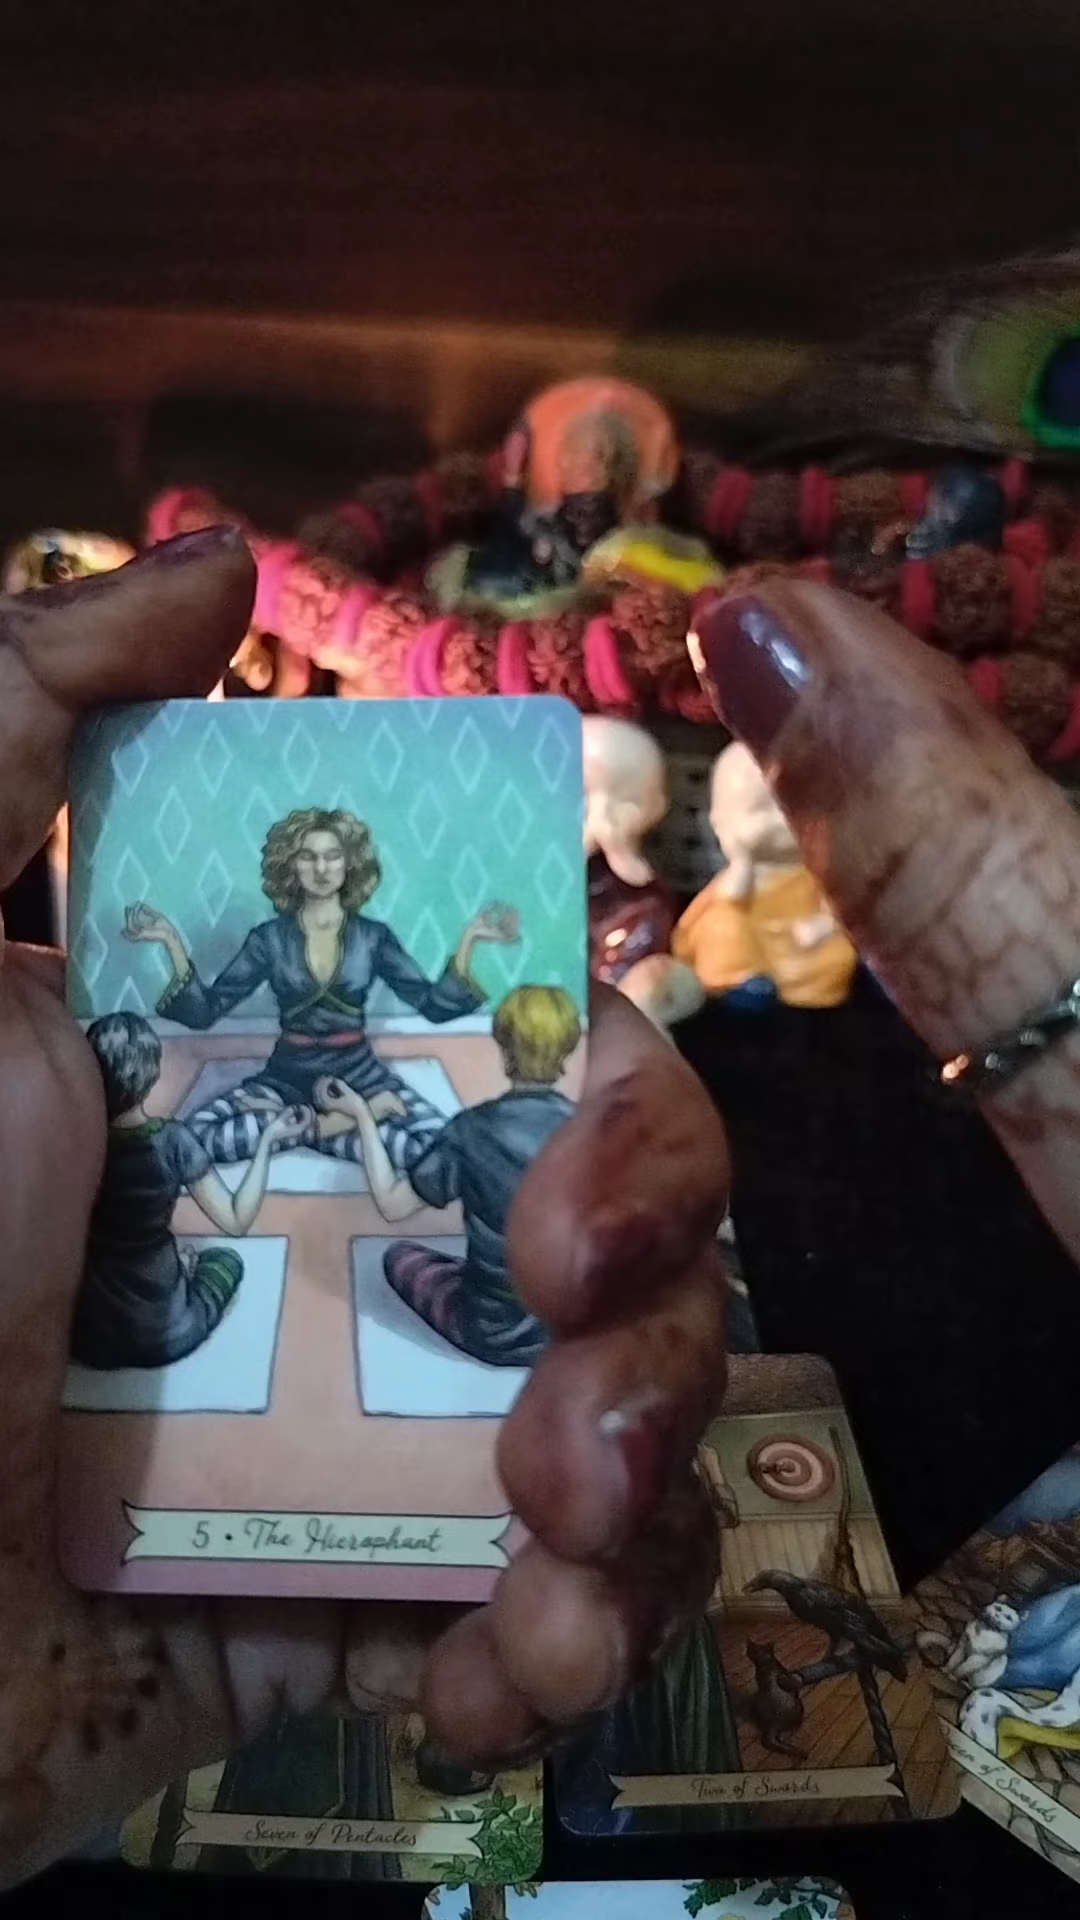 5 • The Hierophant
Seven of Pentacles
Two of Swords
of Swords